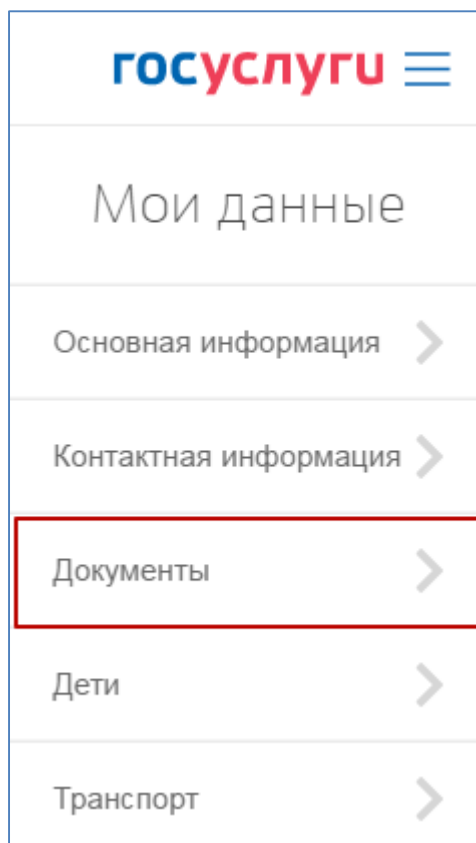 госуслуги
Мои данные
Основная информация
Контактная информация
Документы
Дети
Транспорт